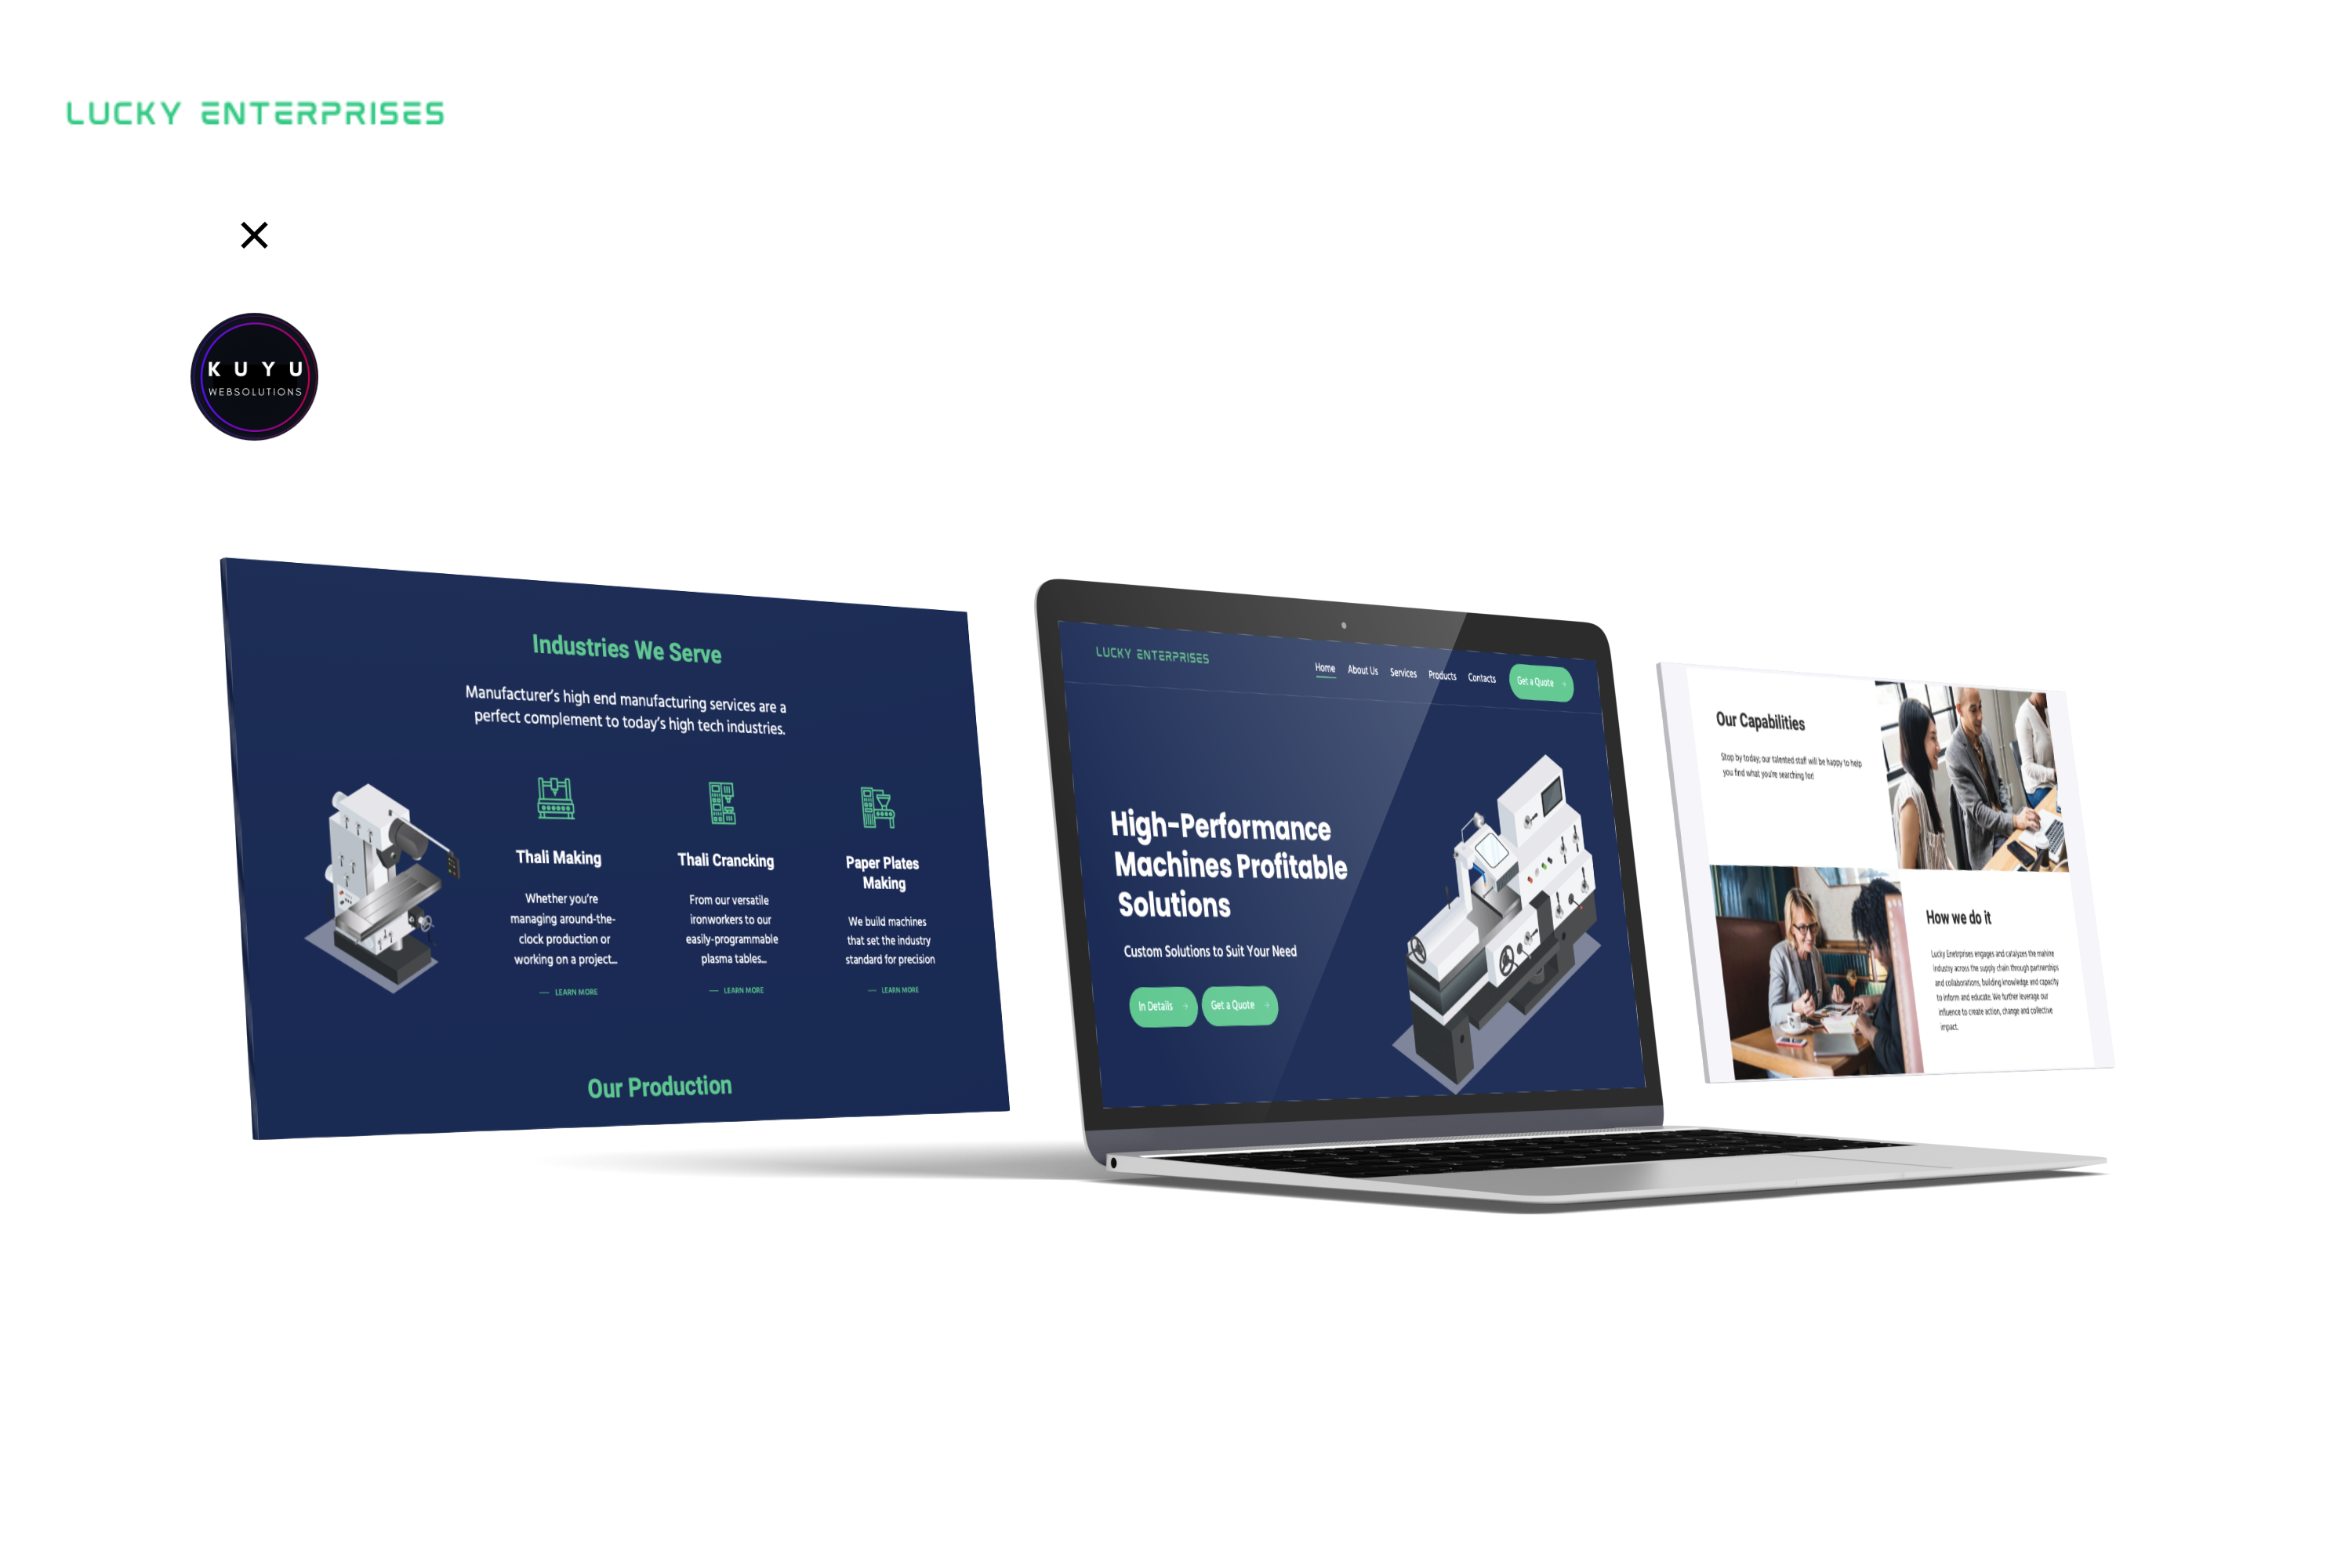 LUCKY ENTERPRISES
×
KUYU
WEBSOLUTIONS
Industries We Serve
Manufacturer's high end manufacturing services are a
perfect complement to today's high tech industries.
Thali Making
Whether you're
managing around-the-
clock production or
working on a project...
LEARN MORE
Thali Crancking
From our versatile
ironworkers to our
easily-programmable
plasma tables...
LEARN MORE
Paper Plates
Making
We build machines
that set the industry
standard for precision
LEARN MORE
Our Production
LUCKY ENTERPRISES
Home About Us Services Products Contacts Get a Quote
High-Performance
Machines Profitable
Solutions
Custom Solutions to Suit Your Need
In Details Get a Quote
Our Capabilities
Stop by today; our talented staff will be happy to help
you find what you're searching for!
How we do it
Lucky Enetrprises engages and catalyzes the mahine
industry across the supply chain through partnerships
and collaborations, building knowledge and capacity
to inform and educate. We further leverage our
influence to create action, change and collective
impact.